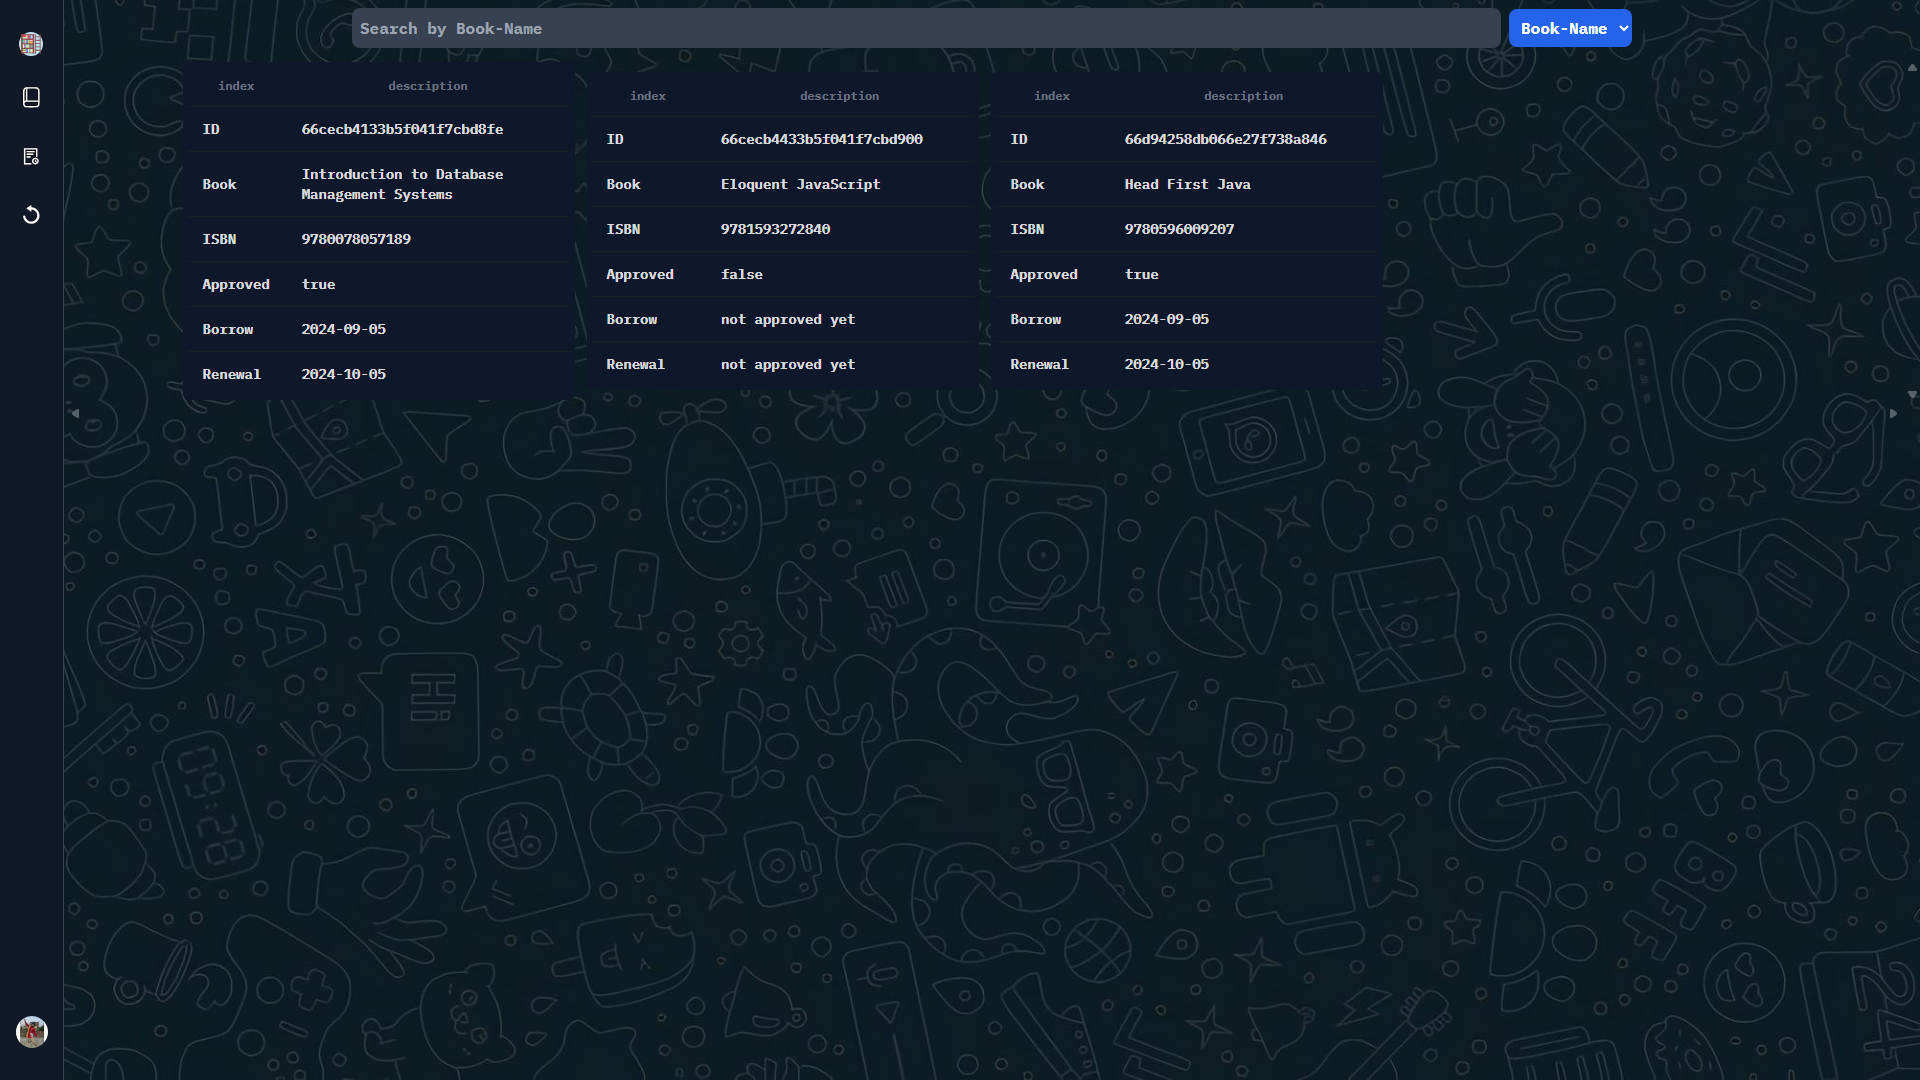 Search by Book-Name
Book-Name
index description
ID 66cecb4133b5f041f7cbd8fe
Book Introduction to Database
Management Systems
ISBN 9780078057189
Approved true
Borrow 2024-09-05
Renewal 2024-10-05
index description
ID 66cecb4433b5f041f7cbd900
Book Eloquent JavaScript
ISBN 9781593272840
Approved false
Borrow not approved yet
Renewal not approved yet
index description
ID 66d94258db066e27f738a846
Book Head First Java
ISBN 9780596009207
Approved true
Borrow 2024-09-05
Renewal 2024-10-05